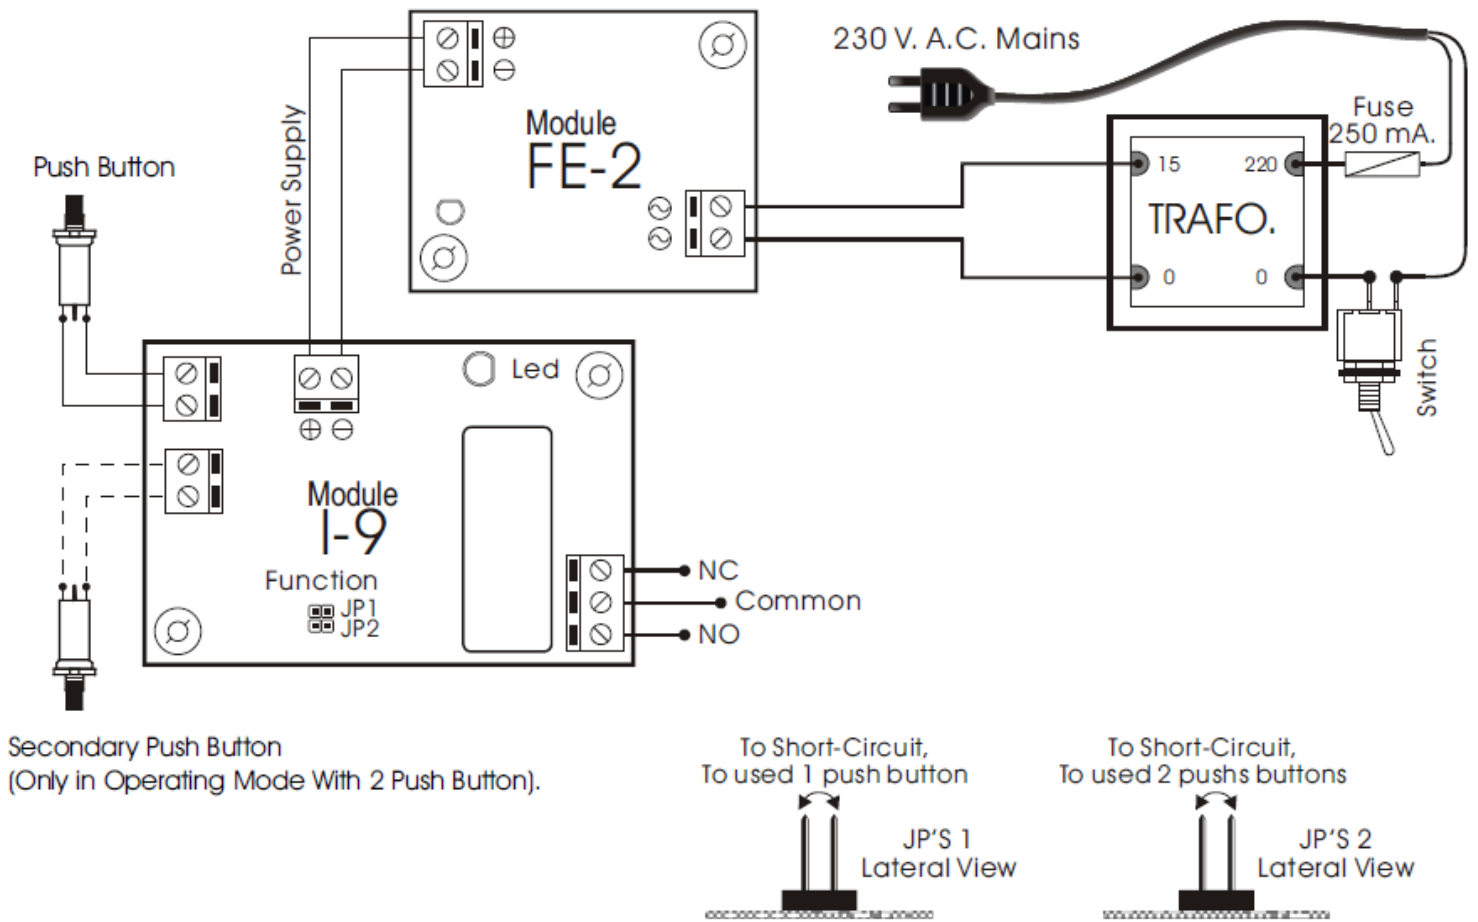 230 V. A.C. Mains
Fuse
250 mA.
Module
FE-2
Power Supply
Push Button
15
220
TRAFO.
0
0
Switch
Led
Module
I-9
Function
JP1
JP2
NC
Common
NO
Secondary Push Button
(Only in Operating Mode With 2 Push Button).
To Short-Circuit,
To used 1 push button
JP'S 1
Lateral View
To Short-Circuit,
To used 2 pushs buttons
JP'S 2
Lateral View